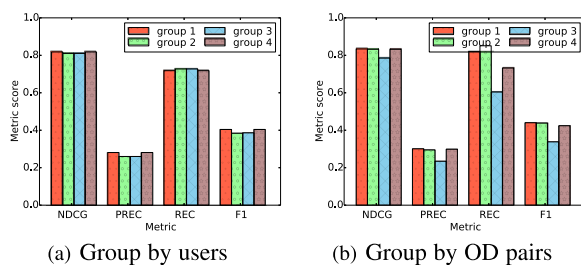 1.0
0.8
0.6
0.4
0.2
0.0
Metric score
group 1 group 3
group 2 group 4
NDCG PREC REC F1
Metric
(a) Group by users
1.0
0.8
0.6
0.4
0.2
0.0
Metric score
group 1 group 3
group 2 group 4
NDCG PREC REC F1
Metric
(b) Group by OD pairs